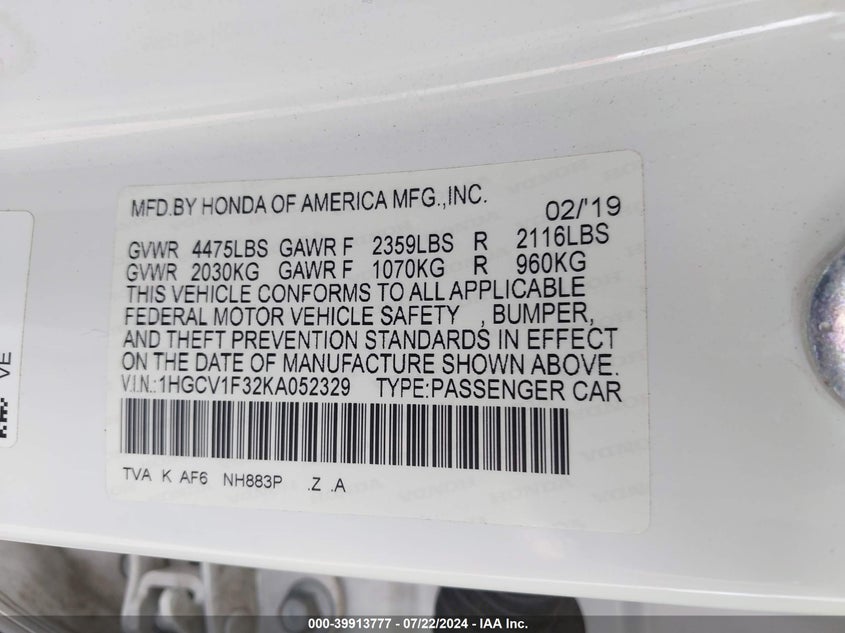 MFD.BY HONDA OF AMERICA MFG.,INC. 02/'19
GVWR 4475LBS GAWR F 2359LBS R 2116LBS
GVWR 2030KG GAWR F 1070KG R 960KG
THIS VEHICLE CONFORMS TO ALL APPLICABLE
FEDERAL MOTOR VEHICLE SAFETY , BUMPER,
AND THEFT PREVENTION STANDARDS IN EFFECT
ON THE DATE OF MANUFACTURE SHOWN ABOVE.
V.I.N.:1HGCV1F32KA052329 TYPE:PASSENGER CAR
TVA K AF6 NH883P .Z .A
VE
000-39913777 - 07/22/2024 - IAA Inc.